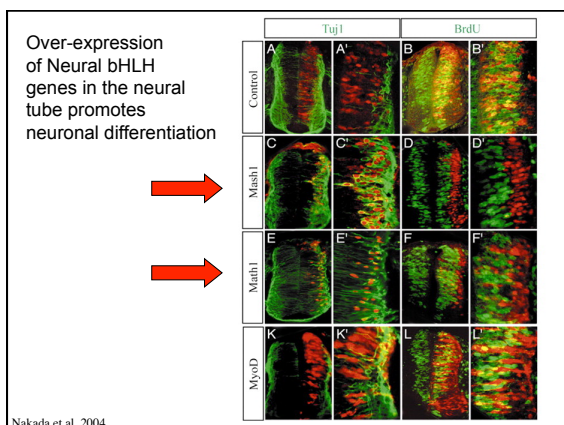 Over-expression
of Neural bHLH
genes in the neural
tube promotes
neuronal differentiation
Tuj1 BrdU
Control
A A' B B'
Mash1
C C' D D'
Math1
E E' F F'
MyoD
K K' L L'
Nakada et al. 2004